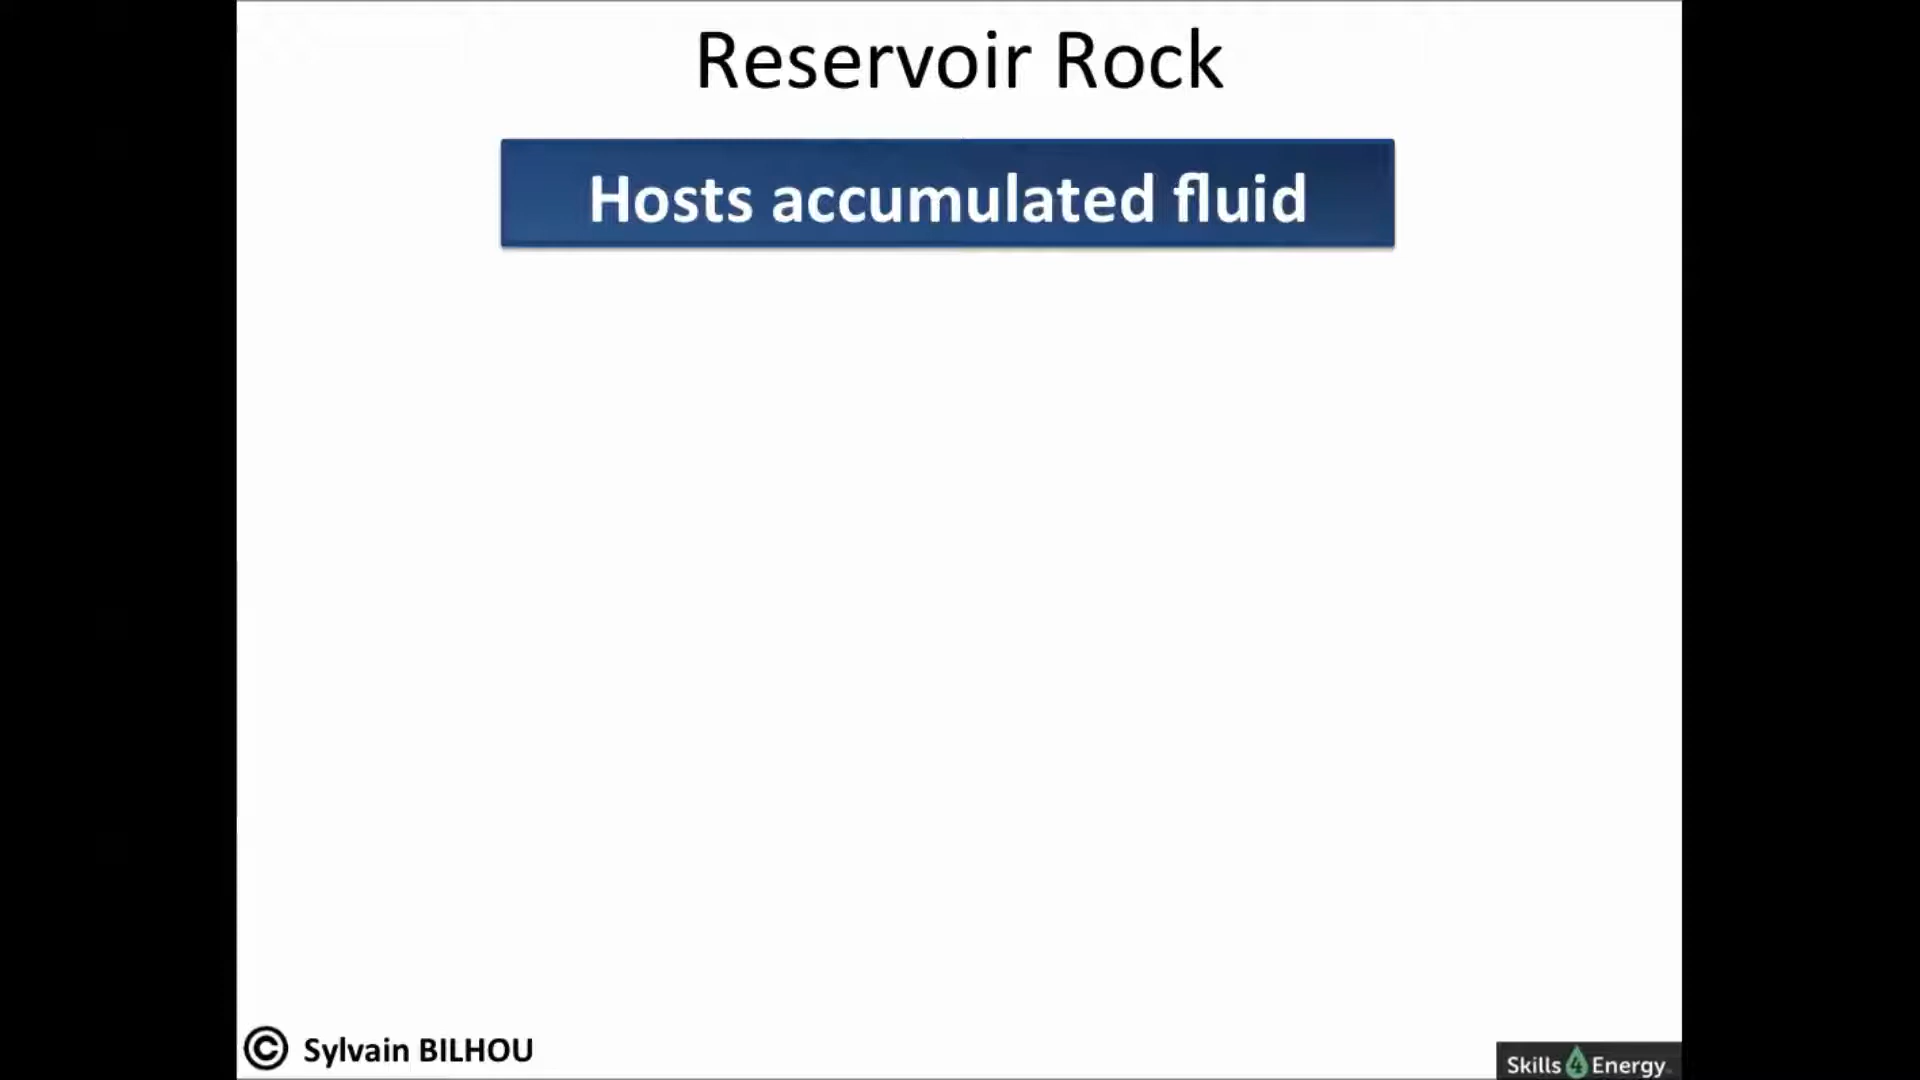 Reservoir Rock
Hosts accumulated fluid
© Sylvain BILHOU
Skills 4 Energy